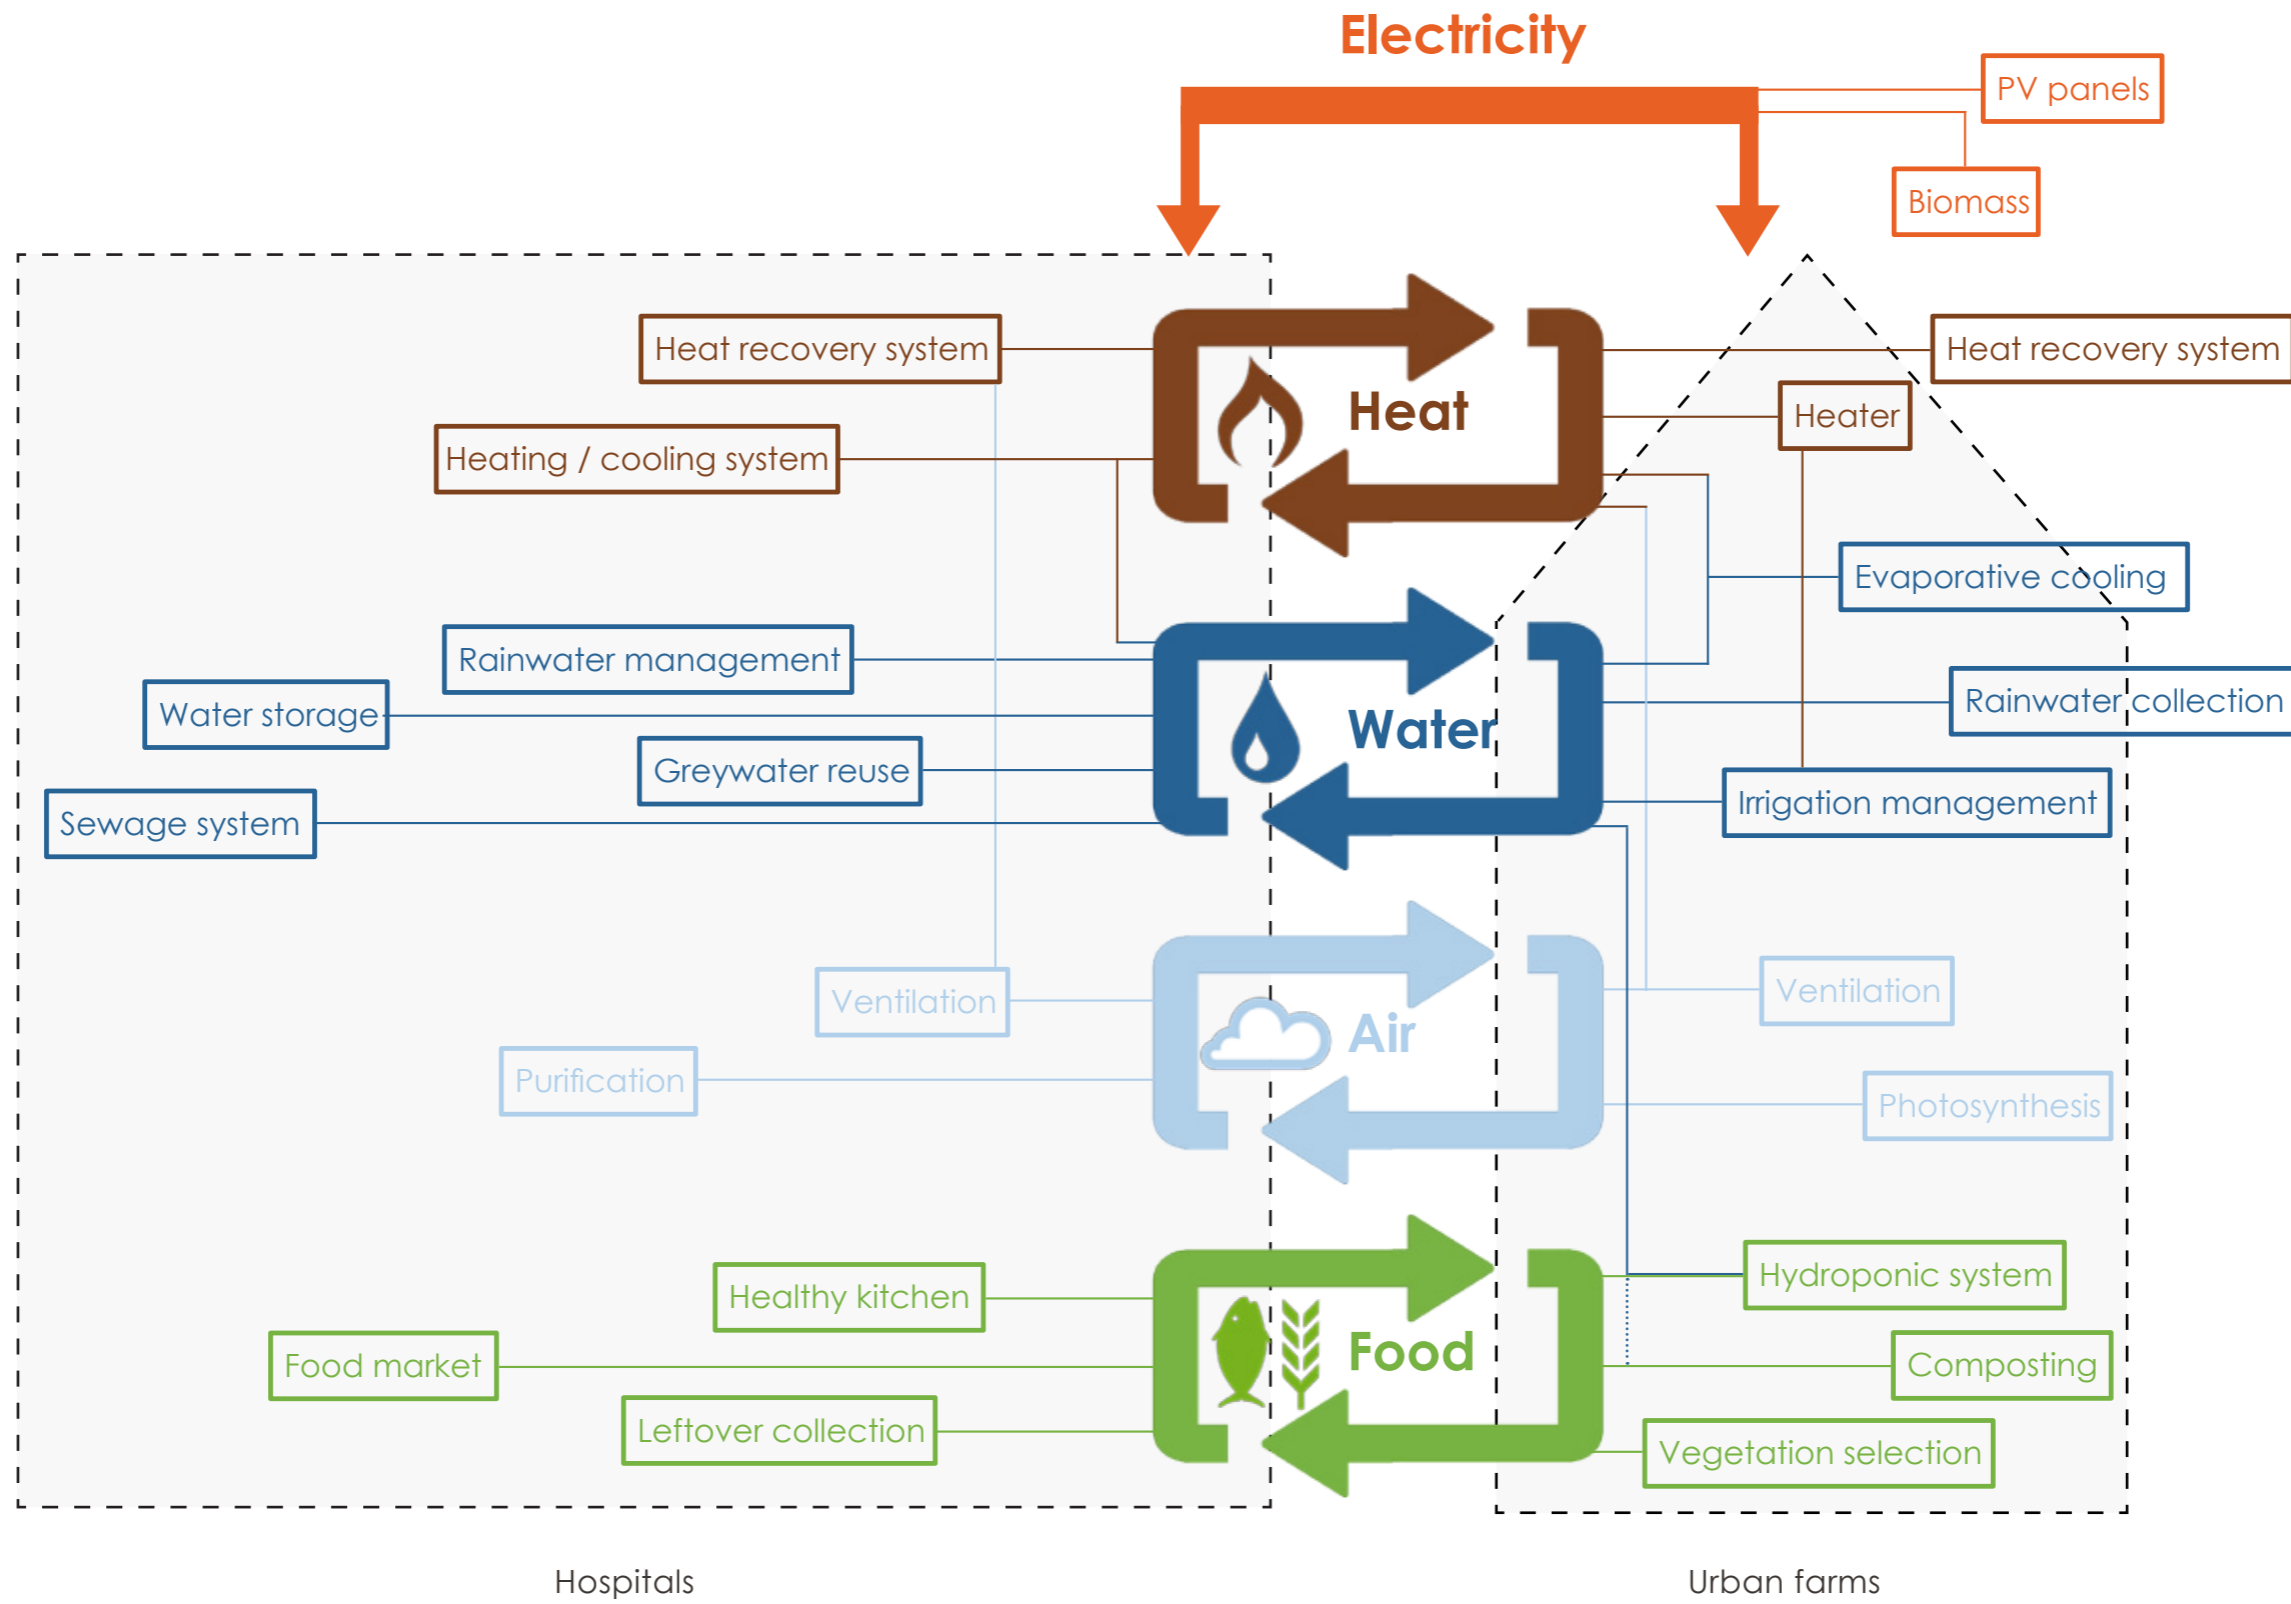 Electricity
PV panels
Biomass
Heat recovery system
Heating / cooling system
Heat
Heat recovery system
Heater
Evaporative cooling
Rainwater management
Water storage
Greywater reuse
Sewage system
Water
Rainwater collection
Irrigation management
Ventilation
Purification
Air
Ventilation
Photosynthesis
Healthy kitchen
Food market
Leftover collection
Food
Hydroponic system
Composting
Vegetation selection
Hospitals
Urban farms